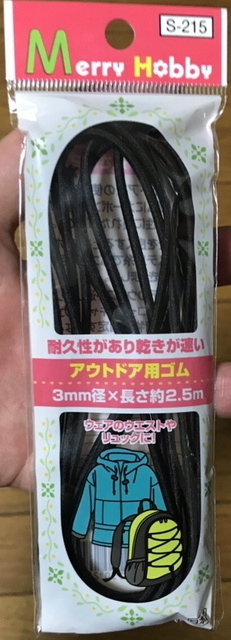 S-215
Merry Hobby
耐久性があり乾きが速い
アウトドア用ゴム
3mm径×長さ約2.5m
ウェアのウエストや
リュックに!